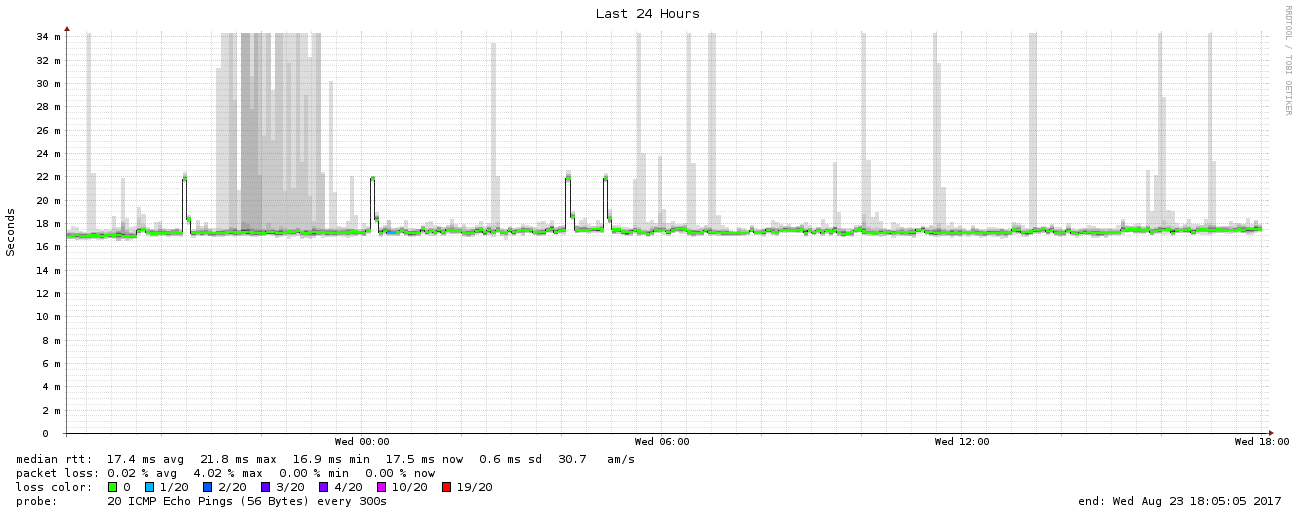 Last 24 Hours
RRDTOOL / TOBI OETIKER
Seconds
34 m
32 m
30 m
28 m
26 m
24 m
22 m
20 m
18 m
16 m
14 m
12 m
10 m
8 m
6 m
4 m
2 m
0
Wed 00:00 Wed 06:00 Wed 12:00 Wed 18:00
median rtt: 17.4 ms avg 21.8 ms max 16.9 ms min 17.5 ms now 0.6 ms sd 30.7 am/s
packet loss: 0.02 % avg 4.02 % max 0.00 % min 0.00 % now
loss color: 0 1/20 2/20 3/20 4/20 10/20 19/20
probe: 20 ICMP Echo Pings (56 Bytes) every 300s end: Wed Aug 23 18:05:05 2017